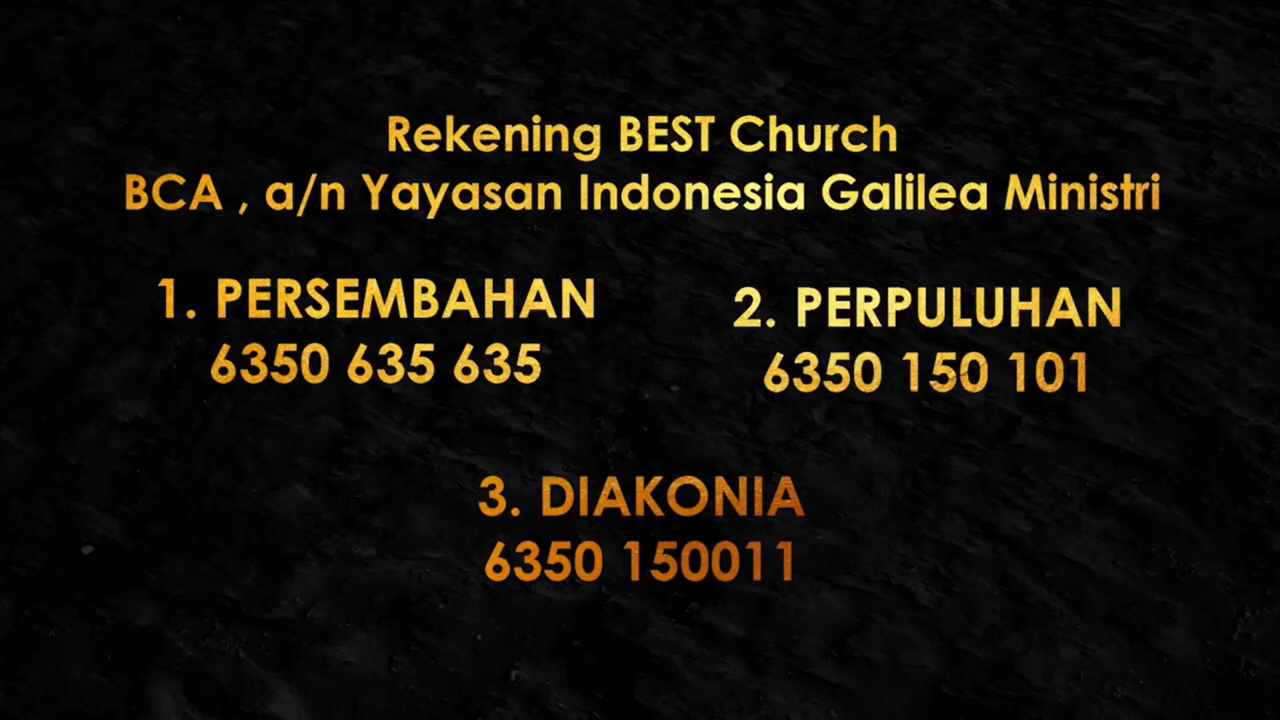 Rekening BEST Church
BCA , a/n Yayasan Indonesia Galilea Ministri
1. PERSEMBAHAN
6350 635 635
2. PERPULUHAN
6350 150 101
3. DIAKONIA
6350 150011